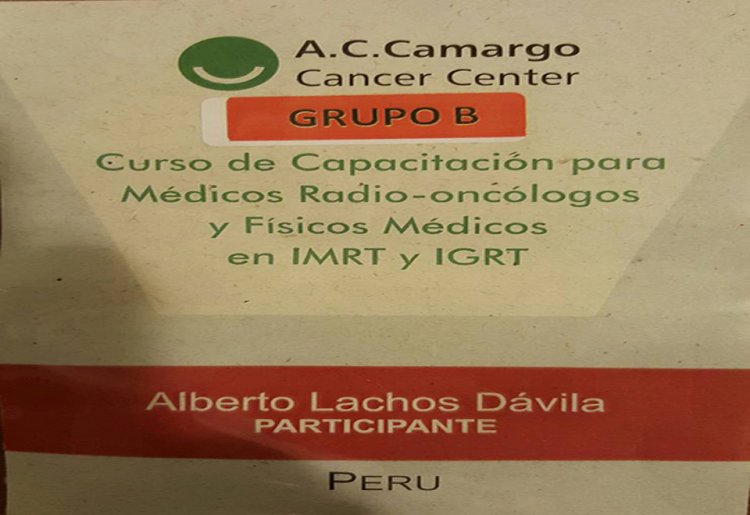 A.C.Camargo
Cancer Center
GRUPO B
Curso de Capacitación para
Médicos Radio-oncólogos
y Físicos Médicos
en IMRT y IGRT
Alberto Lachos Dávila
PARTICIPANTE
PERU